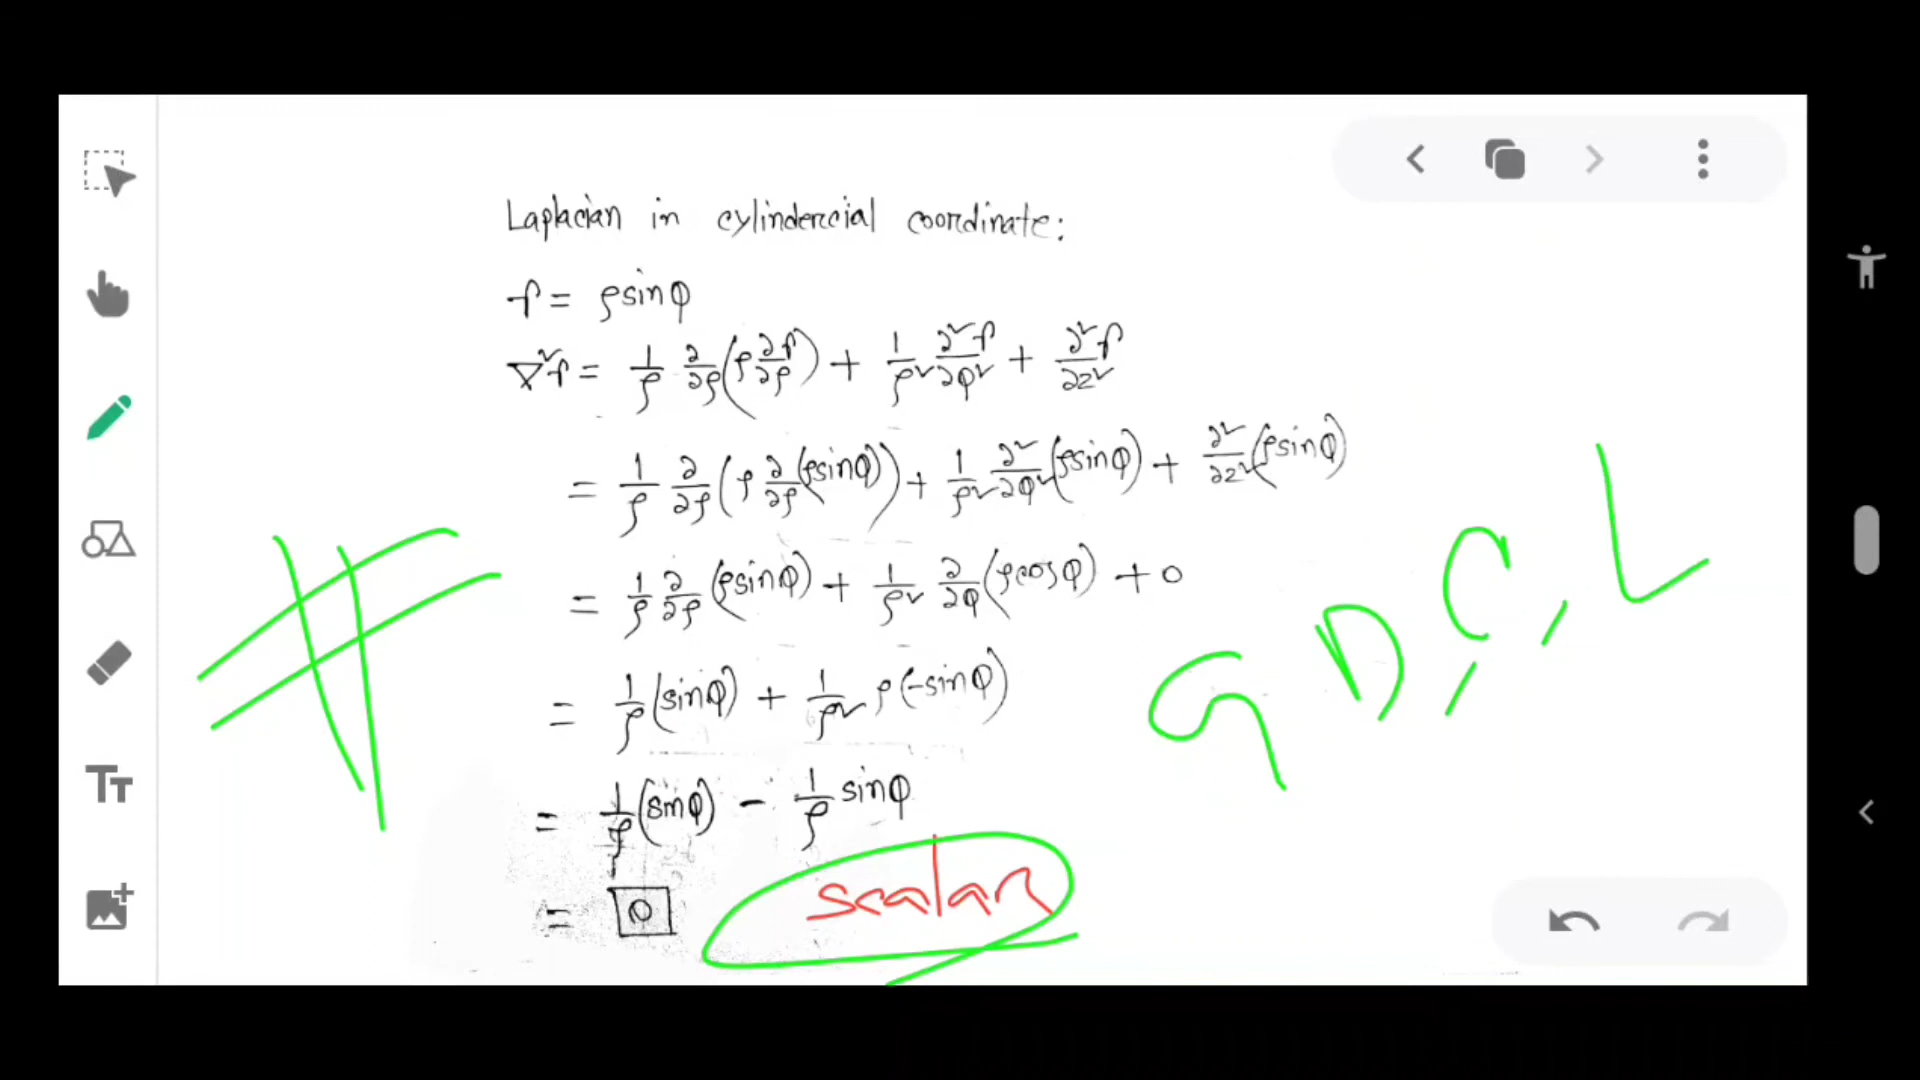 Laplacian in cylindercial coordinate:
f = ρsinφ
∇²f = 1/ρ ∂/∂ρ(ρ ∂f/∂ρ) + 1/ρ² ∂²f/∂φ² + ∂²f/∂z²
= 1/ρ ∂/∂ρ(ρ ∂/∂ρ(ρsinφ)) + 1/ρ² ∂²/∂φ²(ρsinφ) + ∂²/∂z²(ρsinφ)
= 1/ρ ∂/∂ρ(ρsinφ) + 1/ρ² ∂/∂φ(ρcosφ) + 0
= 1/ρ(sinφ) + 1/ρ² ρ(-sinφ)
= 1/ρ(sinφ) - 1/ρ sinφ
= 0
scalar
G D, C, L
TT